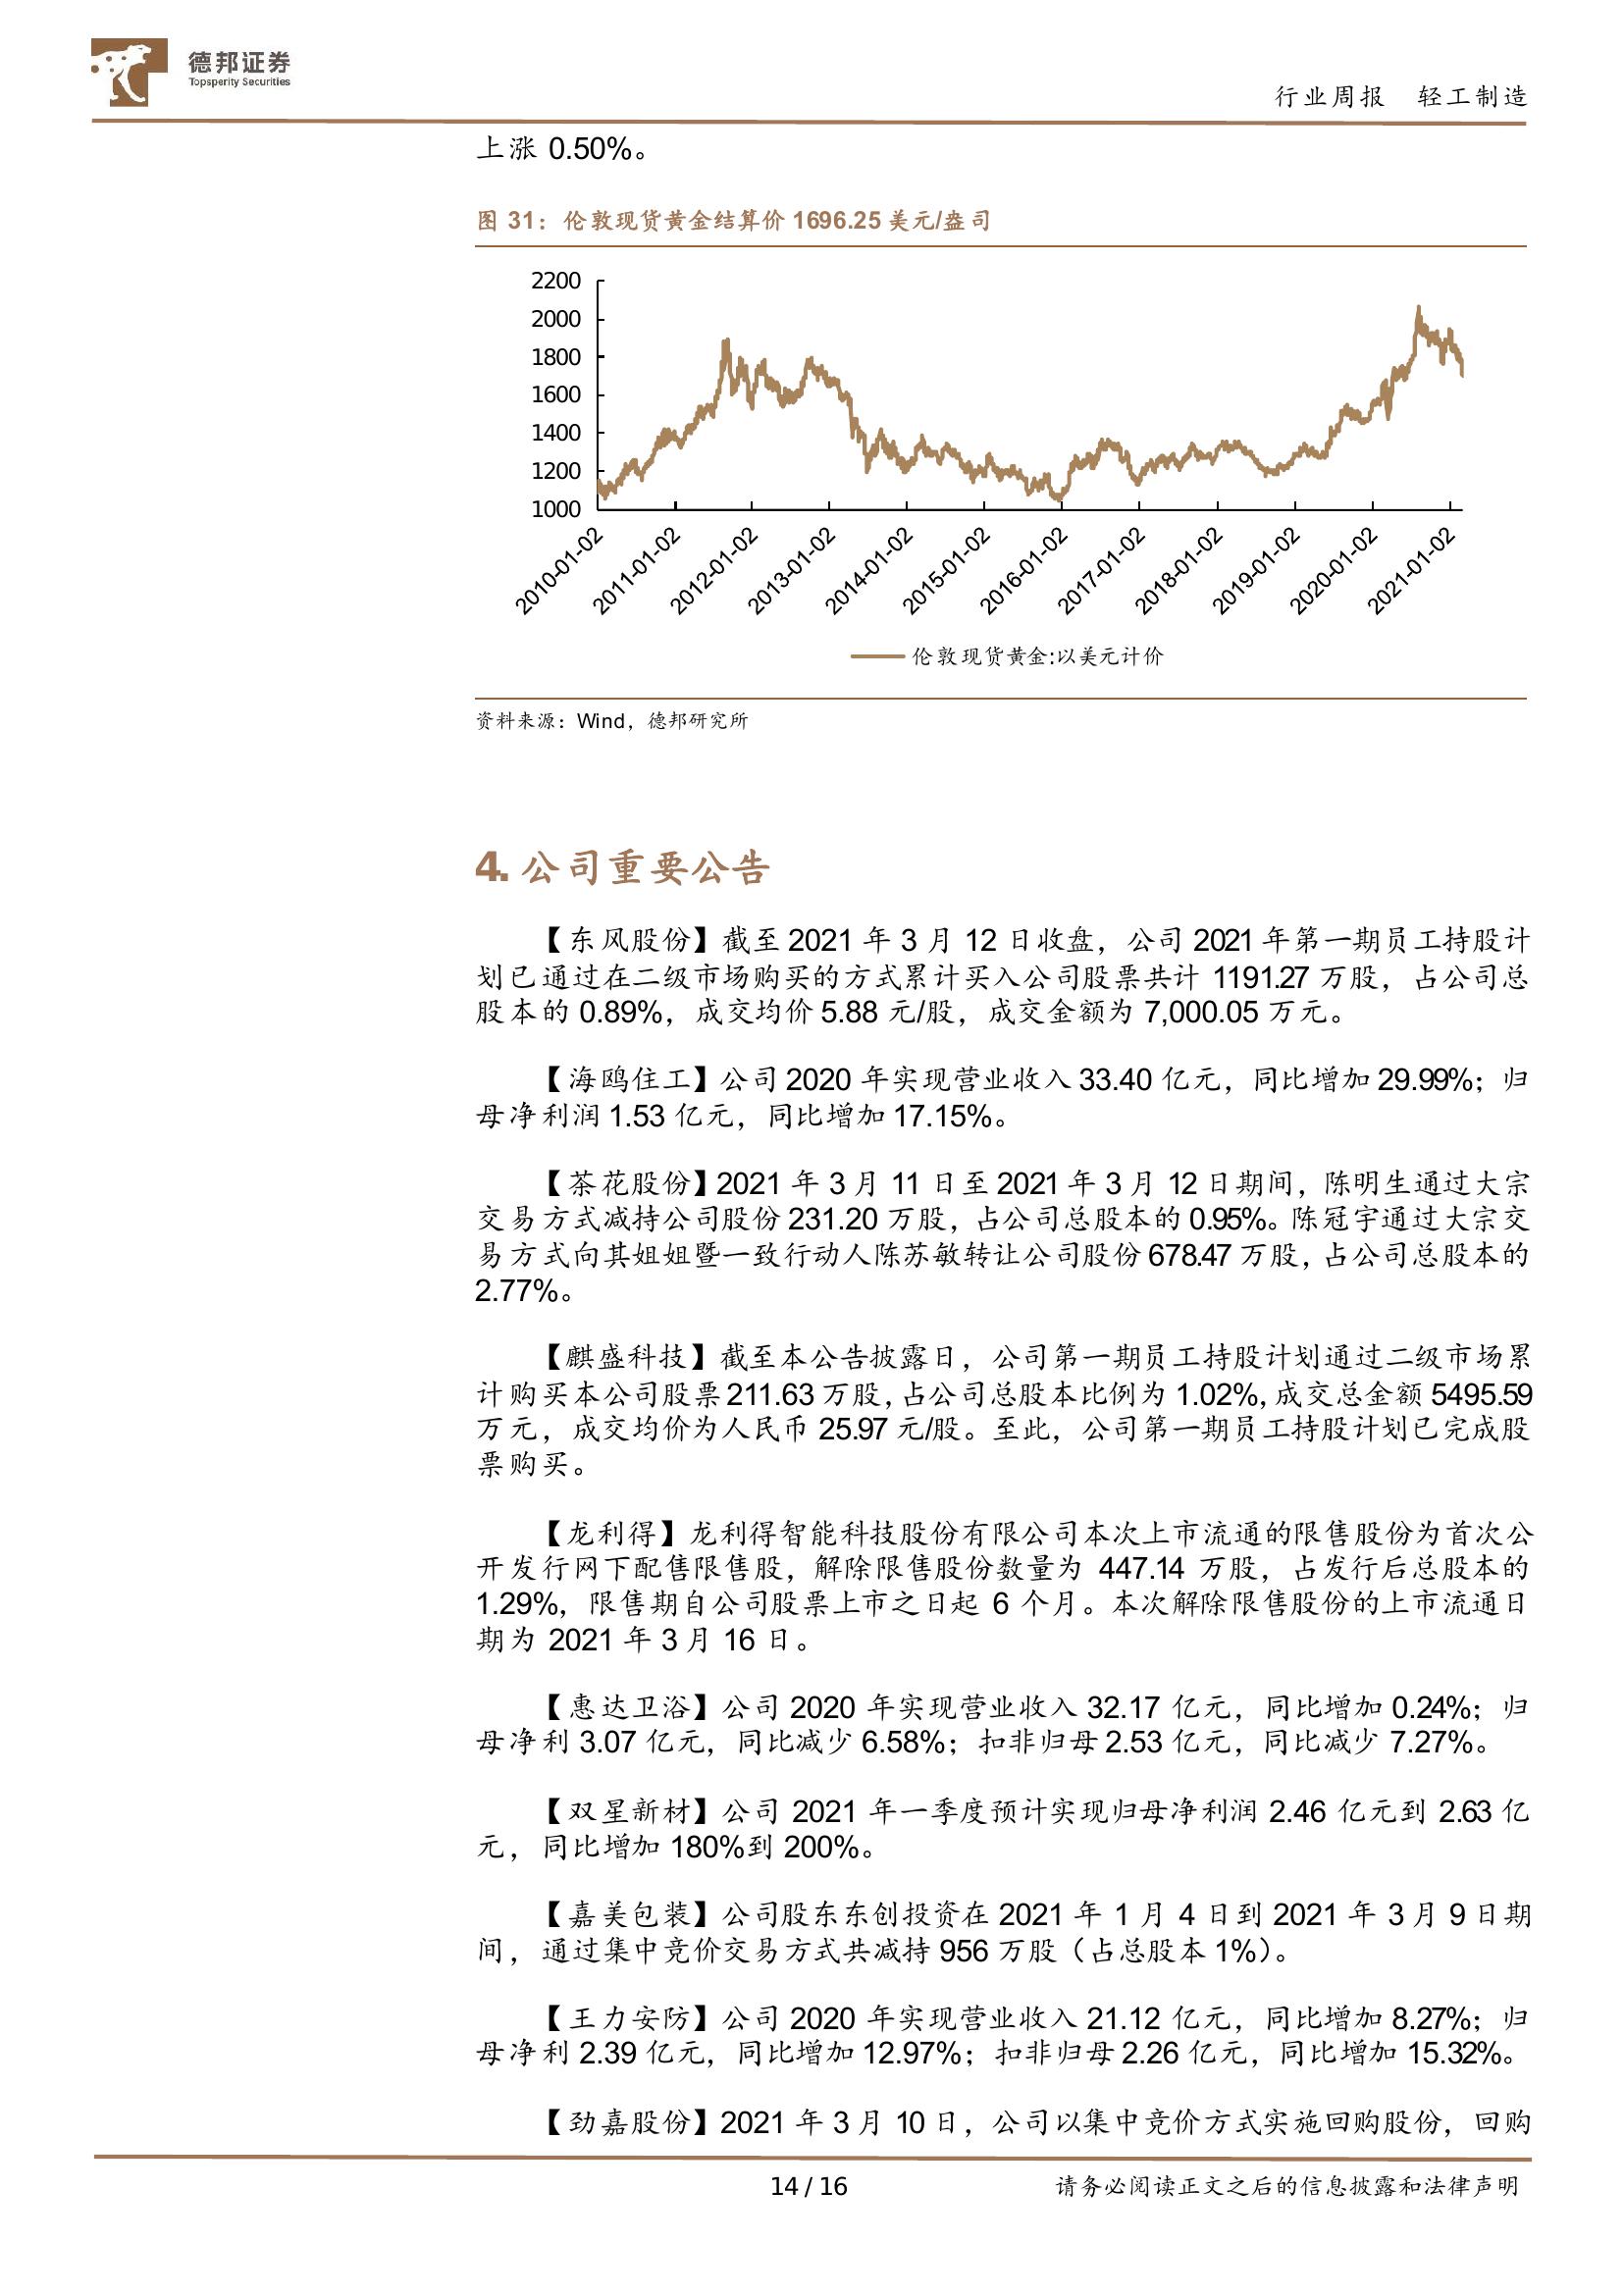 德邦证券
Topsperity Securities
行业周报 轻工制造
上涨 0.50%。
图 31：伦敦现货黄金结算价 1696.25 美元/盎司
2200
2000
1800
1600
1400
1200
1000
2010-01-02
2011-01-02
2012-01-02
2013-01-02
2014-01-02
2015-01-02
2016-01-02
2017-01-02
2018-01-02
2019-01-02
2020-01-02
2021-01-02
伦敦现货黄金:以美元计价
资料来源：Wind，德邦研究所
4. 公司重要公告
【东风股份】截至 2021 年 3 月 12 日收盘，公司 2021 年第一期员工持股计
划已通过在二级市场购买的方式累计买入公司股票共计 1191.27 万股，占公司总
股本的 0.89%，成交均价 5.88 元/股，成交金额为 7,000.05 万元。
【海鸥住工】公司 2020 年实现营业收入 33.40 亿元，同比增加 29.99%；归
母净利润 1.53 亿元，同比增加 17.15%。
【茶花股份】2021 年 3 月 11 日至 2021 年 3 月 12 日期间，陈明生通过大宗
交易方式减持公司股份 231.20 万股，占公司总股本的 0.95%。陈冠宇通过大宗交
易方式向其姐姐暨一致行动人陈苏敏转让公司股份 678.47 万股，占公司总股本的
2.77%。
【麒盛科技】截至本公告披露日，公司第一期员工持股计划通过二级市场累
计购买本公司股票 211.63 万股，占公司总股本比例为 1.02%，成交总金额 5495.59
万元，成交均价为人民币 25.97 元/股。至此，公司第一期员工持股计划已完成股
票购买。
【龙利得】龙利得智能科技股份有限公司本次上市流通的限售股份为首次公
开发行网下配售限售股，解除限售股份数量为 447.14 万股，占发行后总股本的
1.29%，限售期自公司股票上市之日起 6 个月。本次解除限售股份的上市流通日
期为 2021 年 3 月 16 日。
【惠达卫浴】公司 2020 年实现营业收入 32.17 亿元，同比增加 0.24%；归
母净利 3.07 亿元，同比减少 6.58%；扣非归母 2.53 亿元，同比减少 7.27%。
【双星新材】公司 2021 年一季度预计实现归母净利润 2.46 亿元到 2.63 亿
元，同比增加 180%到 200%。
【嘉美包装】公司股东东创投资在 2021 年 1 月 4 日到 2021 年 3 月 9 日期
间，通过集中竞价交易方式共减持 956 万股（占总股本 1%）。
【王力安防】公司 2020 年实现营业收入 21.12 亿元，同比增加 8.27%；归
母净利 2.39 亿元，同比增加 12.97%；扣非归母 2.26 亿元，同比增加 15.32%。
【劲嘉股份】2021 年 3 月 10 日，公司以集中竞价方式实施回购股份，回购
14 / 16
请务必阅读正文之后的信息披露和法律声明